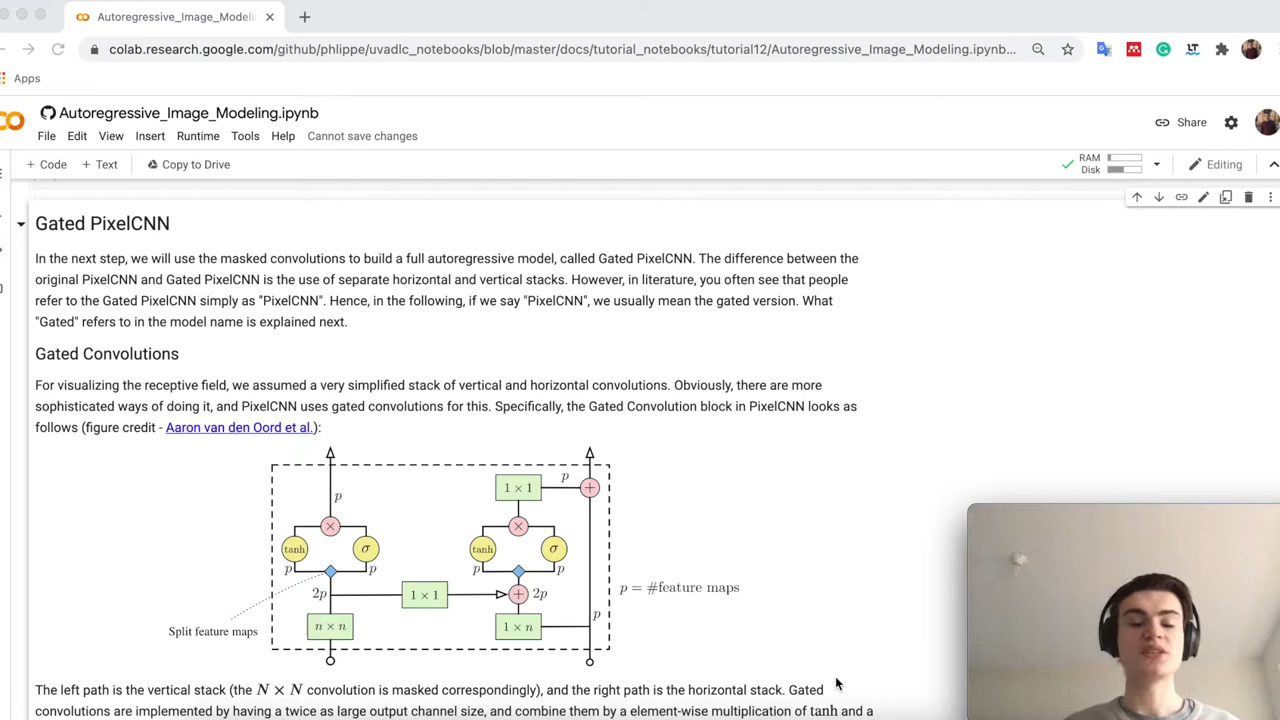 Autoregressive_Image_Modelin
colab.research.google.com/github/phlippe/uvadlc_notebooks/blob/master/docs/tutorial_notebooks/tutorial12/Autoregressive_Image_Modeling.ipynb...
Apps
Autoregressive_Image_Modeling.ipynb
Share
File Edit View Insert Runtime Tools Help Cannot save changes
+ Code + Text Copy to Drive
RAM
Disk
Editing
Gated PixelCNN
In the next step, we will use the masked convolutions to build a full autoregressive model, called Gated PixelCNN. The difference between the
original PixelCNN and Gated PixelCNN is the use of separate horizontal and vertical stacks. However, in literature, you often see that people
refer to the Gated PixelCNN simply as "PixelCNN". Hence, in the following, if we say "PixelCNN", we usually mean the gated version. What
"Gated" refers to in the model name is explained next.
Gated Convolutions
For visualizing the receptive field, we assumed a very simplified stack of vertical and horizontal convolutions. Obviously, there are more
sophisticated ways of doing it, and PixelCNN uses gated convolutions for this. Specifically, the Gated Convolution block in PixelCNN looks as
follows (figure credit - Aaron van den Oord et al.):
p
1 × 1
+
p
×
×
tanh
σ
tanh
σ
p
p
p
p
p = #feature maps
2p
1 × 1
+
2p
p
Split feature maps
n × n
1 × n
The left path is the vertical stack (the N × N convolution is masked correspondingly), and the right path is the horizontal stack. Gated
convolutions are implemented by having a twice as large output channel size, and combine them by a element-wise multiplication of tanh and a